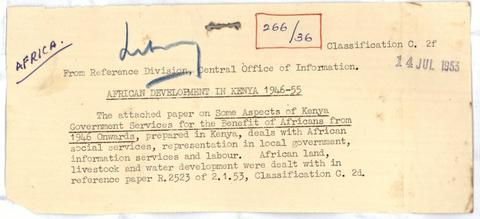 AFRICA.
266/36
Classification C. 2f
From Reference Division, Central Office of Information.
14 JUL 1953
AFRICAN DEVELOPMENT IN KENYA 1946-55
The attached paper on Some Aspects of Kenya
Government Services for the Benefit of Africans from
1946 Onwards, prepared in Kenya, deals with African
social services, representation in local government,
information services and labour. African land,
livestock and water development were dealt with in
reference paper R.2523 of 2.1.53, Classification C. 2d.